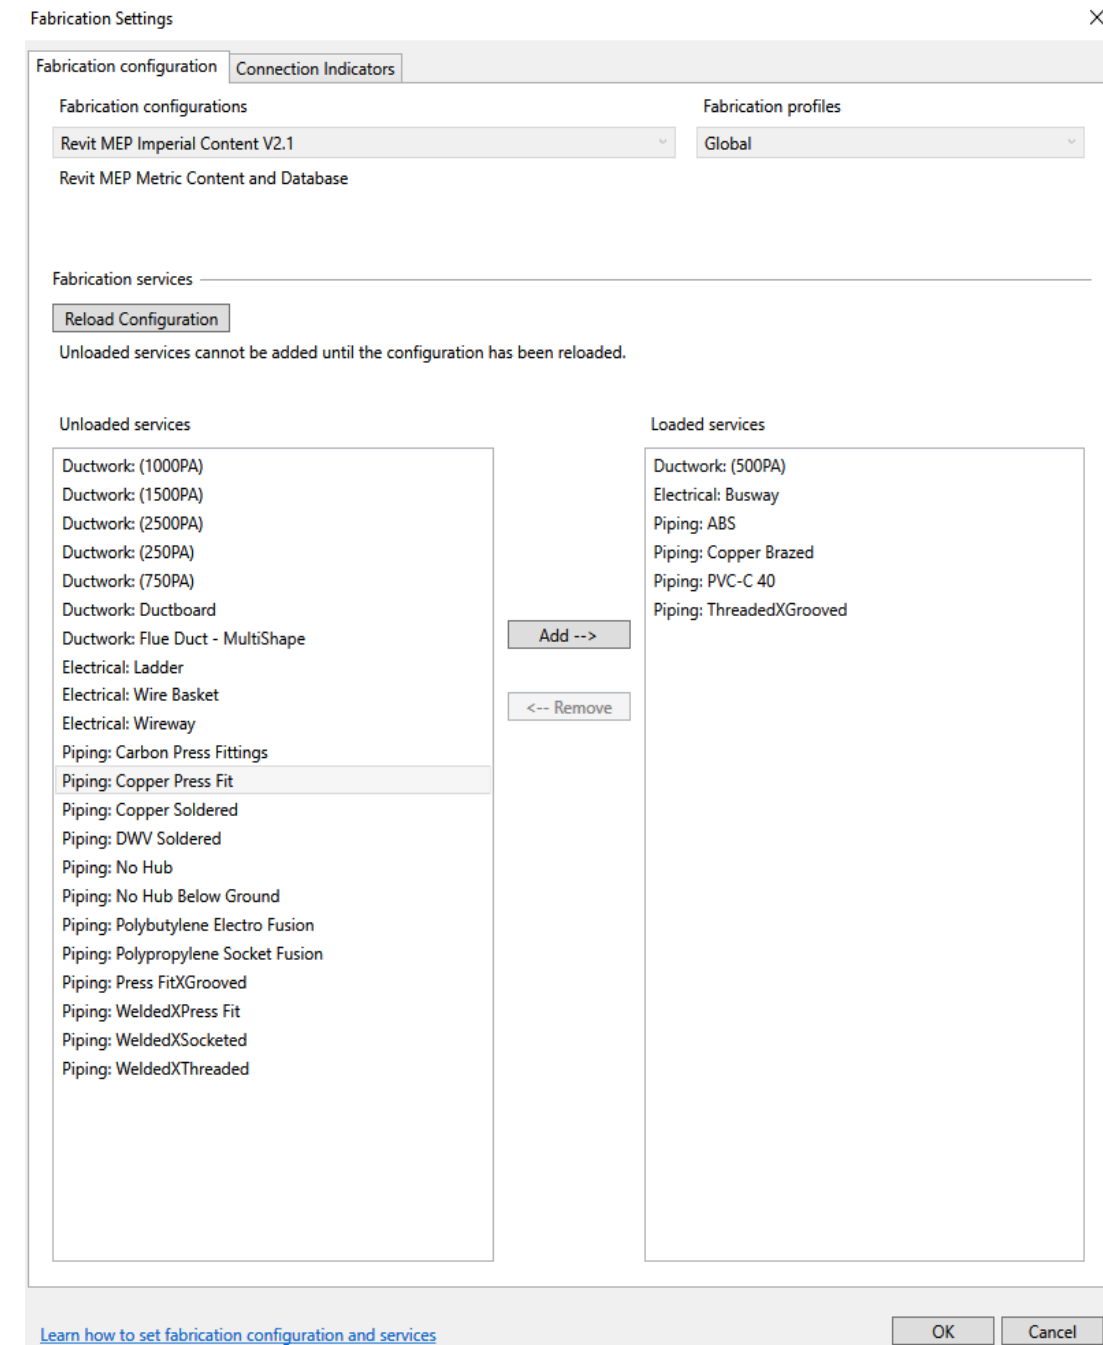 Fabrication Settings
Fabrication configuration
Connection Indicators
Fabrication configurations
Fabrication profiles
Revit MEP Imperial Content V2.1
Global
Revit MEP Metric Content and Database
Fabrication services
Reload Configuration
Unloaded services cannot be added until the configuration has been reloaded.
Unloaded services
Ductwork: (1000PA)
Ductwork: (1500PA)
Ductwork: (2500PA)
Ductwork: (250PA)
Ductwork: (750PA)
Ductwork: Ductboard
Ductwork: Flue Duct - MultiShape
Electrical: Ladder
Electrical: Wire Basket
Electrical: Wireway
Piping: Carbon Press Fittings
Piping: Copper Press Fit
Piping: Copper Soldered
Piping: DWV Soldered
Piping: No Hub
Piping: No Hub Below Ground
Piping: Polybutylene Electro Fusion
Piping: Polypropylene Socket Fusion
Piping: Press FitXGrooved
Piping: WeldedXPress Fit
Piping: WeldedXSocketed
Piping: WeldedXThreaded
Add -->
<-- Remove
Loaded services
Ductwork: (500PA)
Electrical: Busway
Piping: ABS
Piping: Copper Brazed
Piping: PVC-C 40
Piping: ThreadedXGrooved
Learn how to set fabrication configuration and services
OK
Cancel